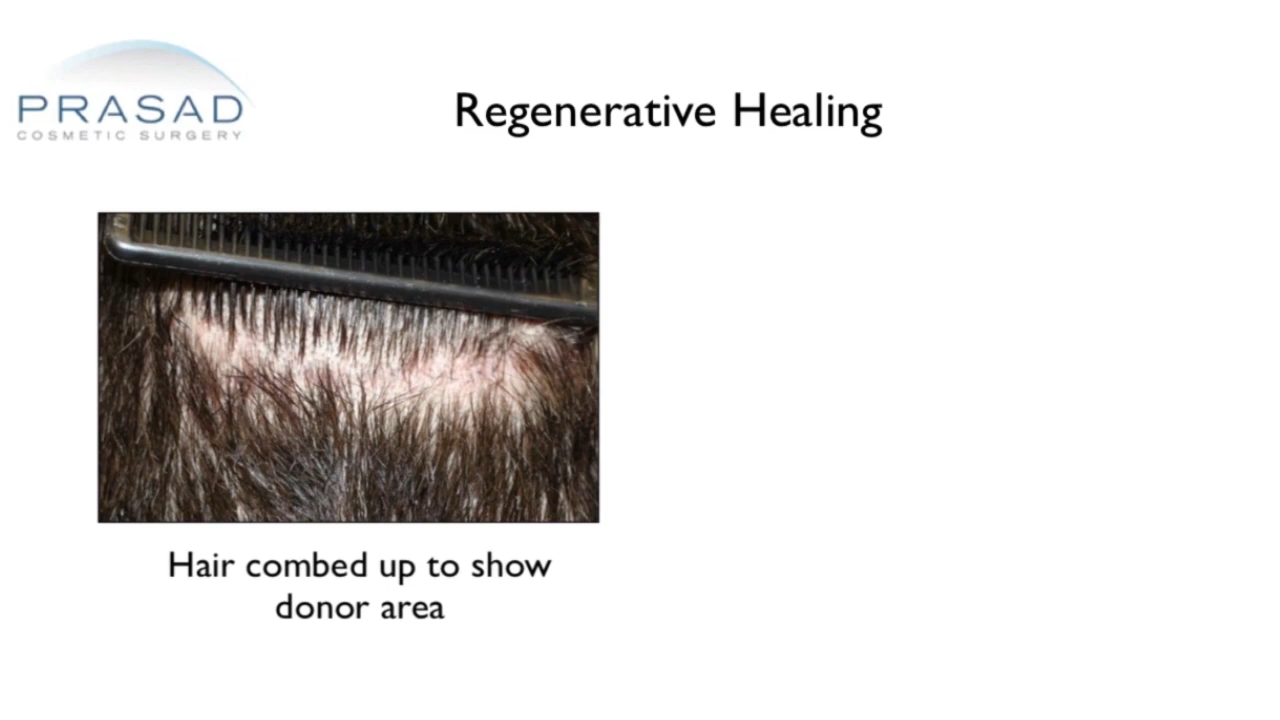 PRASAD
COSMETIC SURGERY
Regenerative Healing
Hair combed up to show
donor area